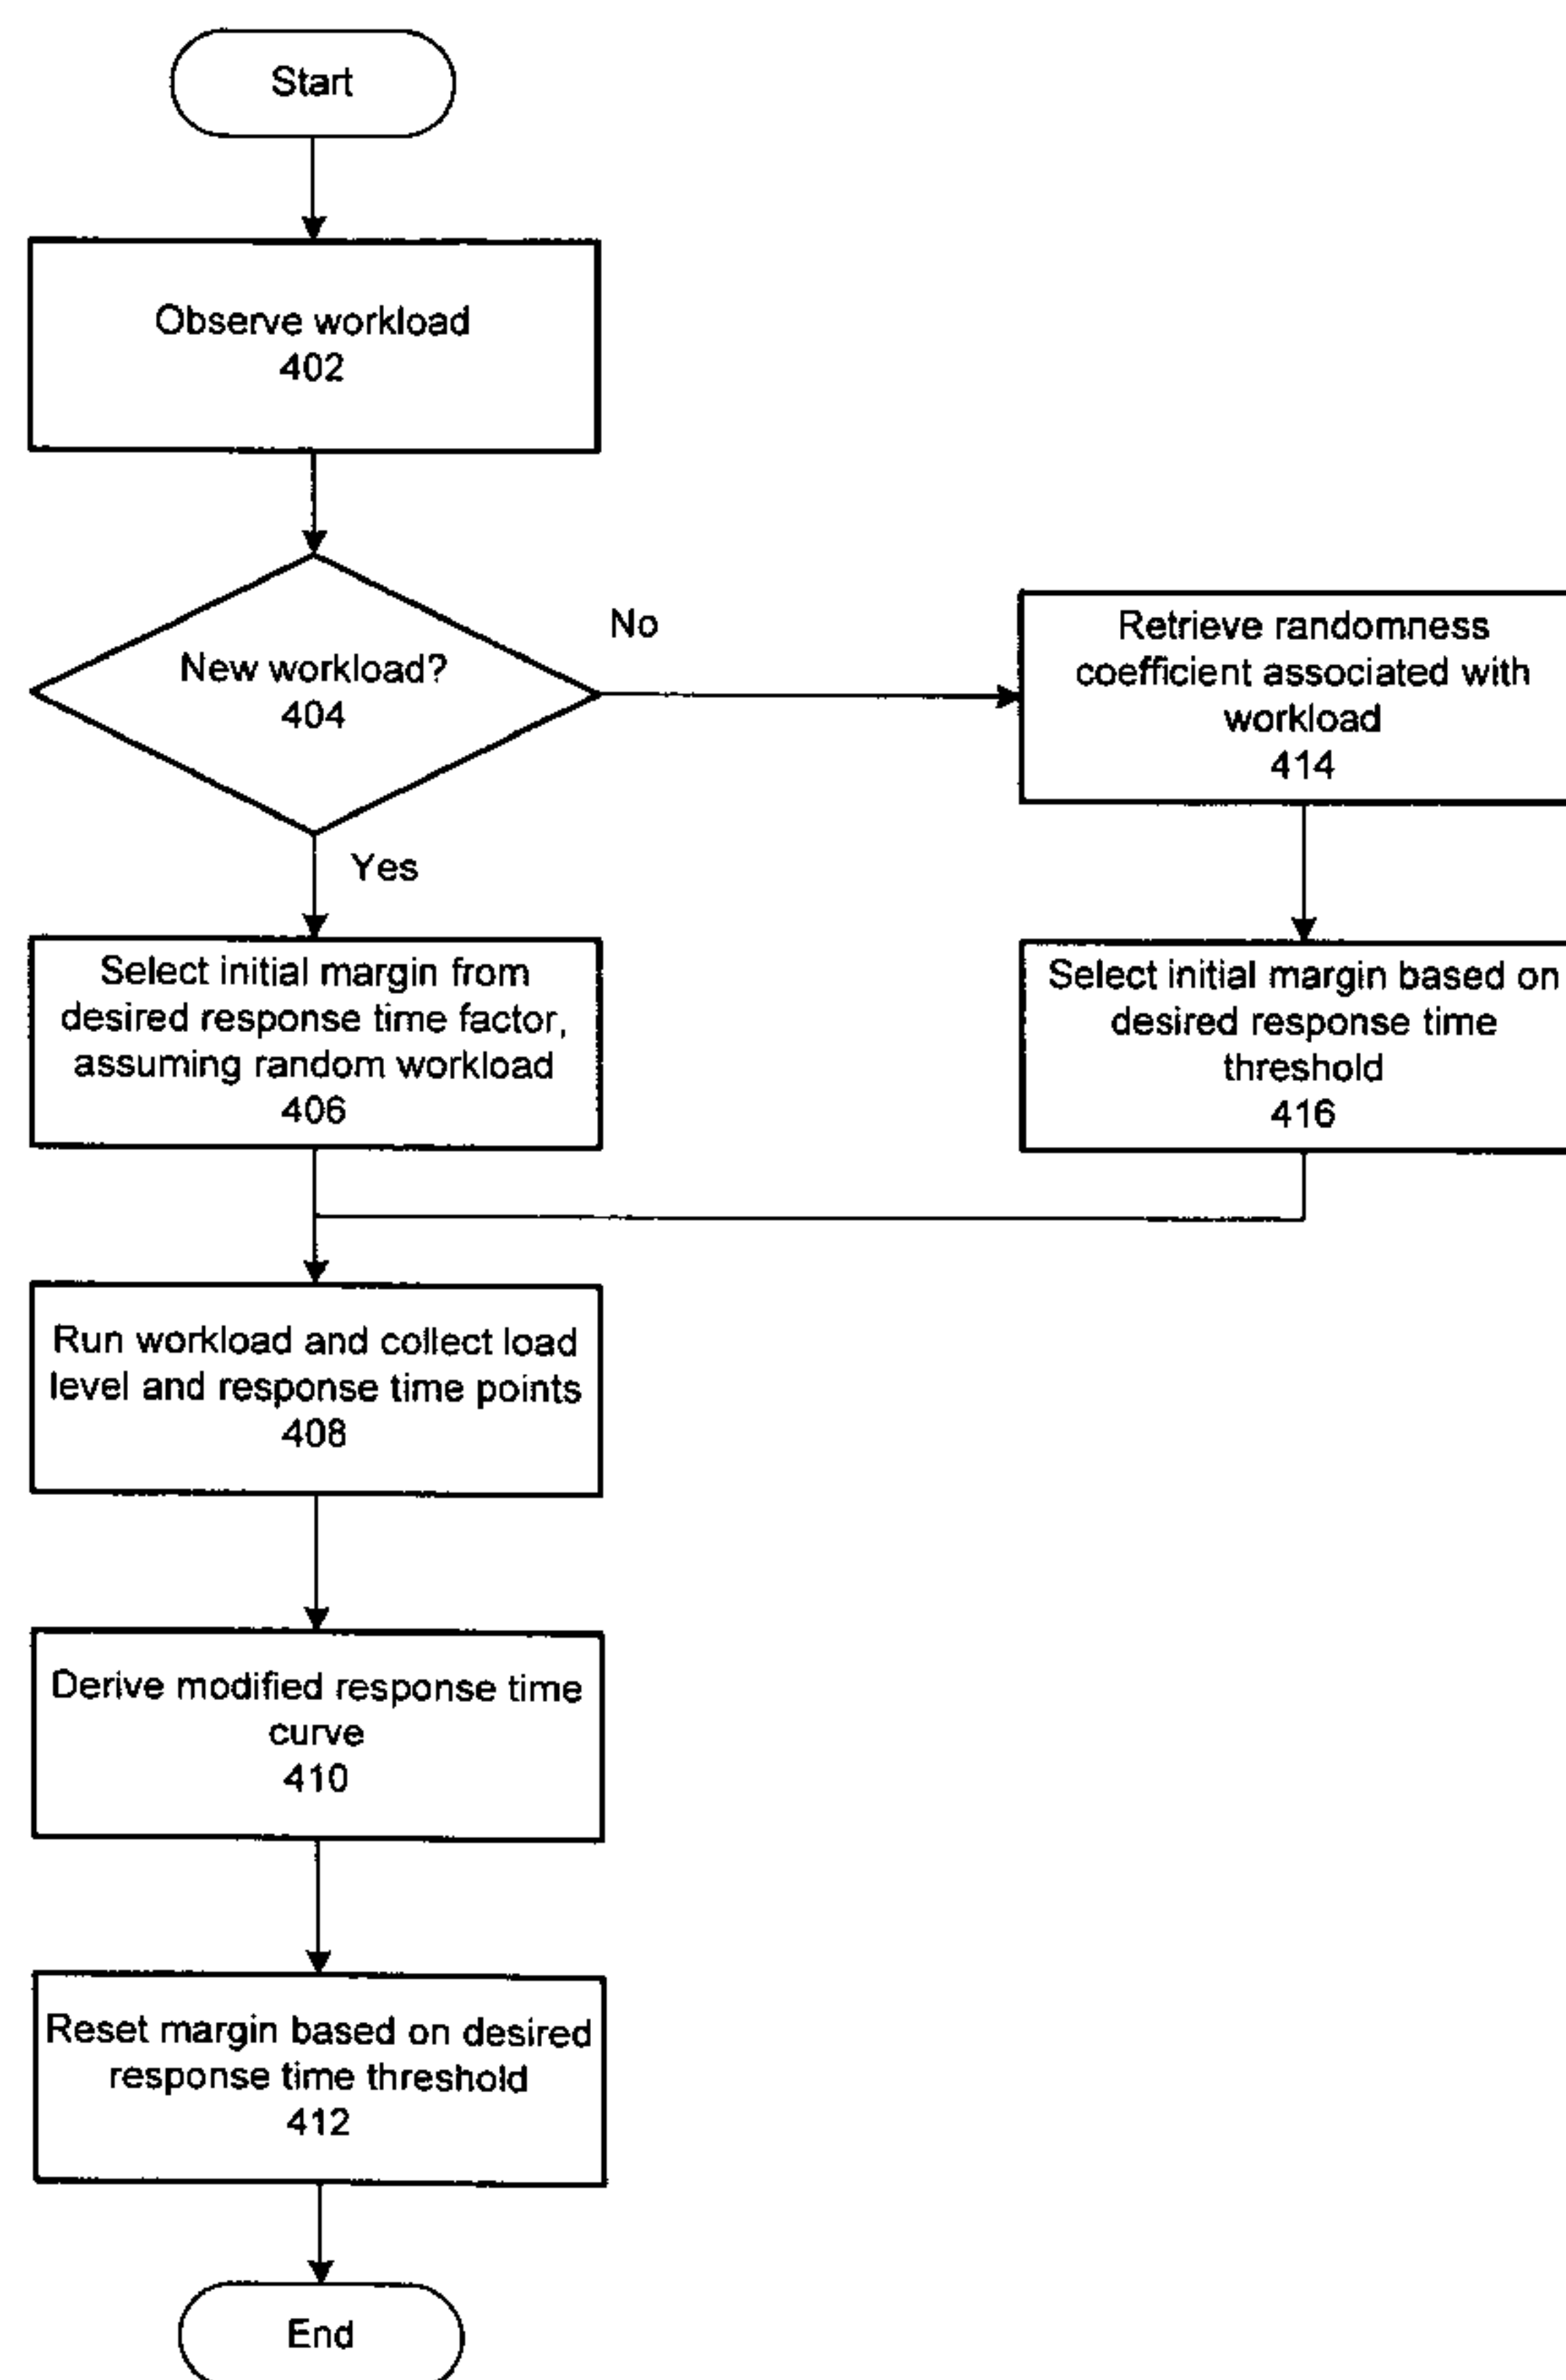 Start
Observe workload
402
New workload?
404
No
Yes
Retrieve randomness
coefficient associated with
workload
414
Select initial margin from
desired response time factor,
assuming random workload
406
Select initial margin based on
desired response time
threshold
416
Run workload and collect load
level and response time points
408
Derive modified response time
curve
410
Reset margin based on desired
response time threshold
412
End